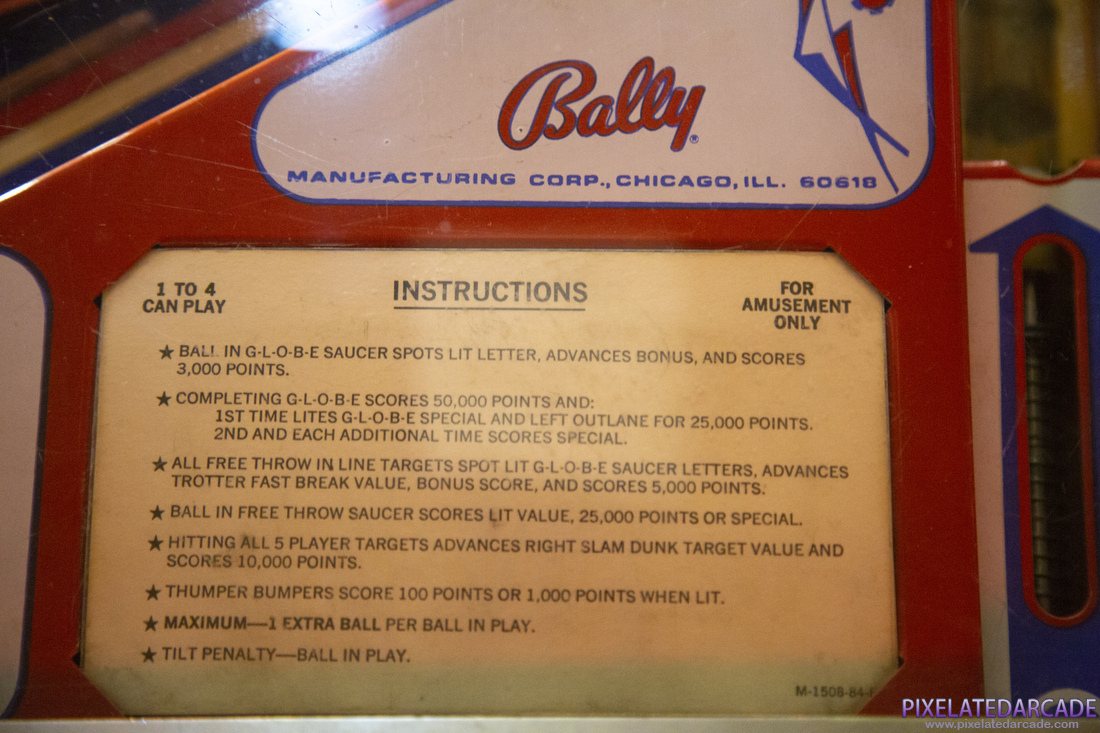 Bally®
MANUFACTURING CORP., CHICAGO, ILL. 60618
1 TO 4
CAN PLAY
INSTRUCTIONS
FOR
AMUSEMENT
ONLY
★ BALL IN G-L-O-B-E SAUCER SPOTS LIT LETTER, ADVANCES BONUS, AND SCORES
3,000 POINTS.
★ COMPLETING G-L-O-B-E SCORES 50,000 POINTS AND:
1ST TIME LITES G-L-O-B-E SPECIAL AND LEFT OUTLANE FOR 25,000 POINTS.
2ND AND EACH ADDITIONAL TIME SCORES SPECIAL.
★ ALL FREE THROW IN LINE TARGETS SPOT LIT G-L-O-B-E SAUCER LETTERS, ADVANCES
TROTTER FAST BREAK VALUE, BONUS SCORE, AND SCORES 5,000 POINTS.
★ BALL IN FREE THROW SAUCER SCORES LIT VALUE, 25,000 POINTS OR SPECIAL.
★ HITTING ALL 5 PLAYER TARGETS ADVANCES RIGHT SLAM DUNK TARGET VALUE AND
SCORES 10,000 POINTS.
★ THUMPER BUMPERS SCORE 100 POINTS OR 1,000 POINTS WHEN LIT.
★ MAXIMUM—1 EXTRA BALL PER BALL IN PLAY.
★ TILT PENALTY—BALL IN PLAY.
M-1508-84-
PIXELATEDARCADE
www.pixelatedarcade.com